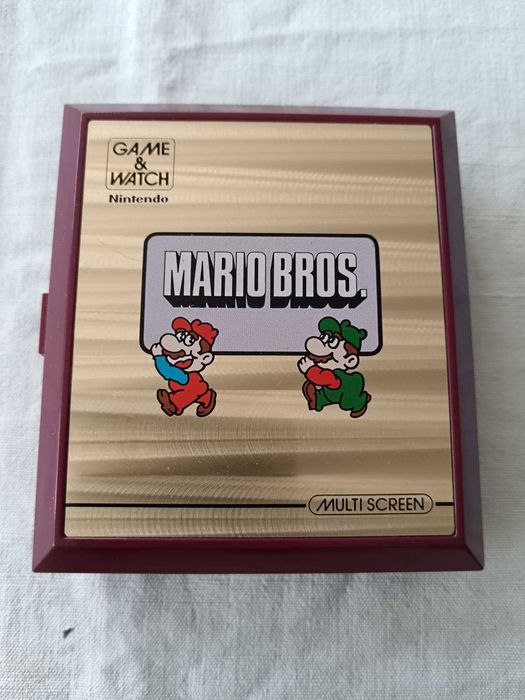 GAME
&
WATCH
Nintendo
MARIO BROS.
MULTI SCREEN